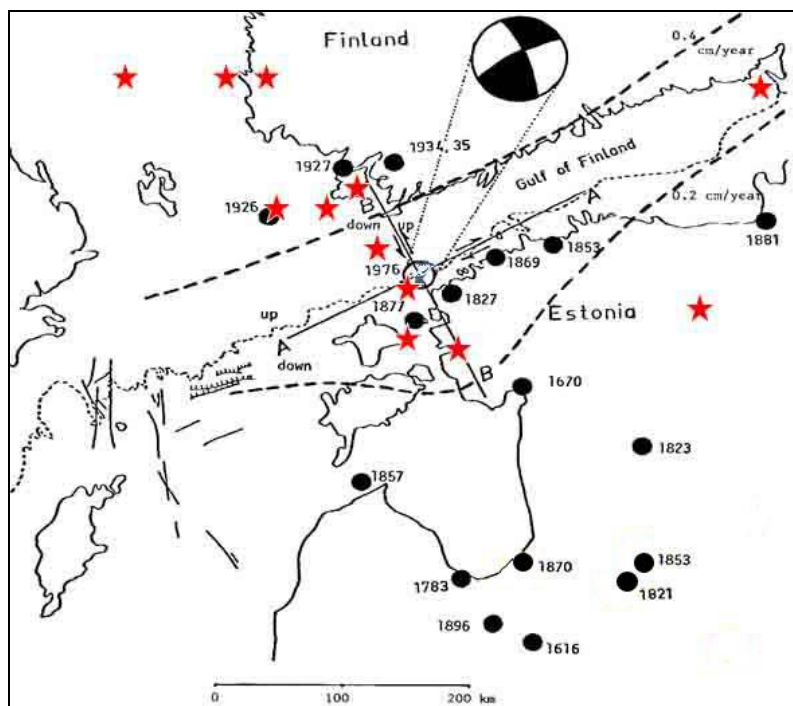 Finland
0.4
cm/year
1934,35
1927
Gulf of Finland
1926
B
A
0.2 cm/year
up
down
1976
1881
1853
1869
1877
1827
up
Estonia
A
down
B
1670
1823
1857
1870
1853
1783
1821
1896
1616
0
100
200
km